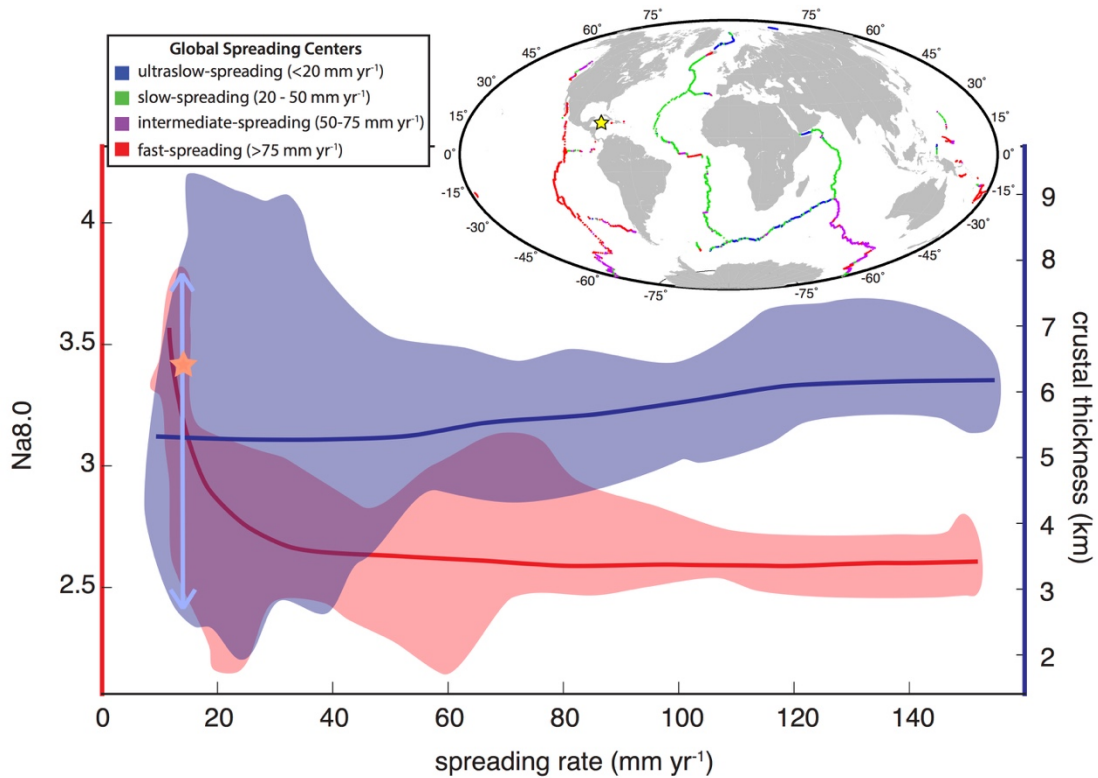 Global Spreading Centers
ultraslow-spreading (<20 mm yr⁻¹)
slow-spreading (20 - 50 mm yr⁻¹)
intermediate-spreading (50-75 mm yr⁻¹)
fast-spreading (>75 mm yr⁻¹)
75˚ 75˚
60˚ 60˚
45˚ 45˚
30˚ 30˚
15˚ 15˚
0˚ 0˚
-15˚ -15˚
-30˚ -30˚
-45˚ -45˚
-60˚ -60˚
-75˚ -75˚
4
3.5
3
2.5
Na8.0
9
8
7
6
5
4
3
2
crustal thickness (km)
0 20 40 60 80 100 120 140
spreading rate (mm yr⁻¹)